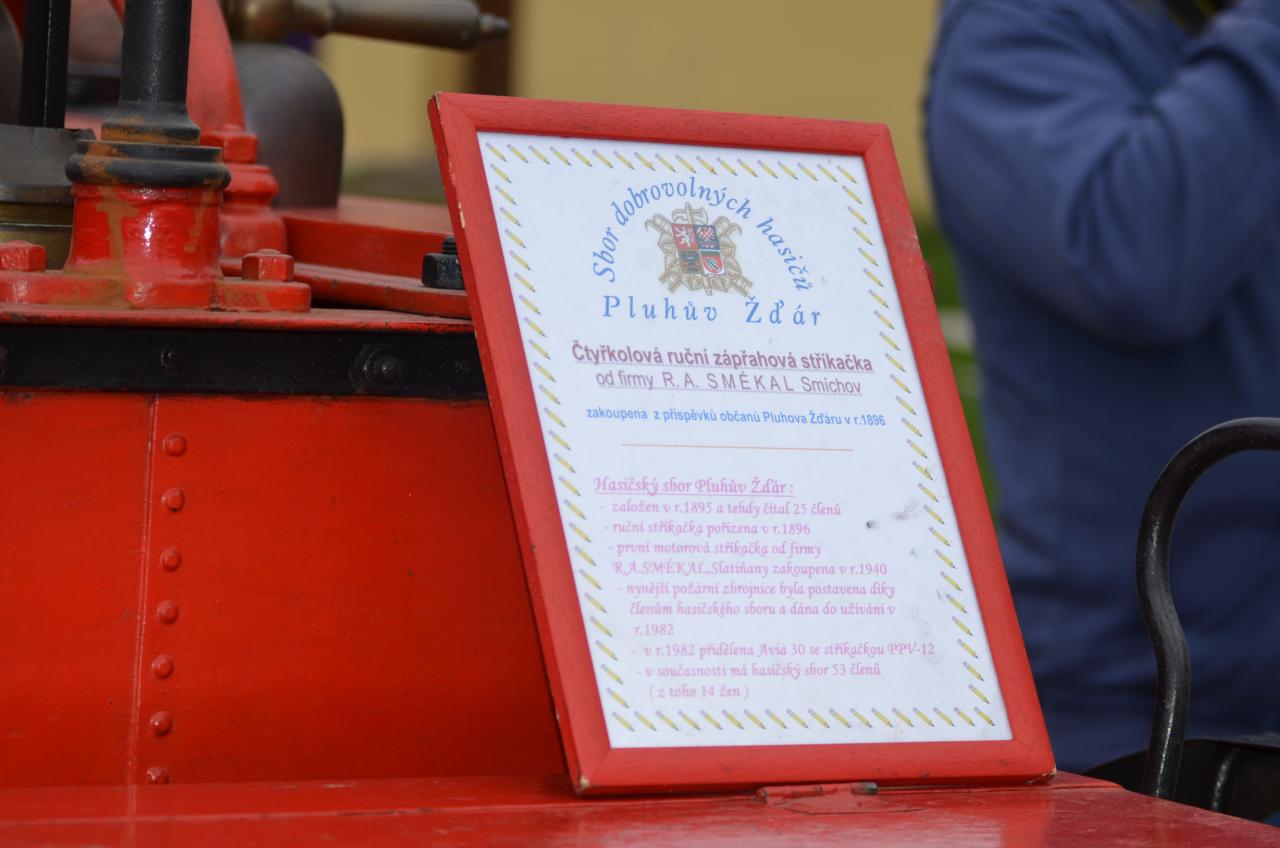 Sbor dobrovolných hasičů
Pluhův Žďár
Čtyřkolová ruční zápřahová stříkačka
od firmy R. A. SMÉKAL Smíchov
zakoupena z příspěvků občanů Pluhova Žďáru v r.1896
Hasičský sbor Pluhův Žďár :
- založen v r.1895 a tehdy čítal 25 členů
- ruční stříkačka pořízena v r.1896
- první motorová stříkačka od firmy
R.A.SMÉKAL,Slatiňany zakoupena v r.1940
- nynější požární zbrojnice byla postavena díky
členům hasičského sboru a dána do užívání v
r.1982
- v r.1982 přidělena Avia 30 se stříkačkou PPV-12
- v současnosti má hasičský sbor 53 členů
( z toho 14 žen )